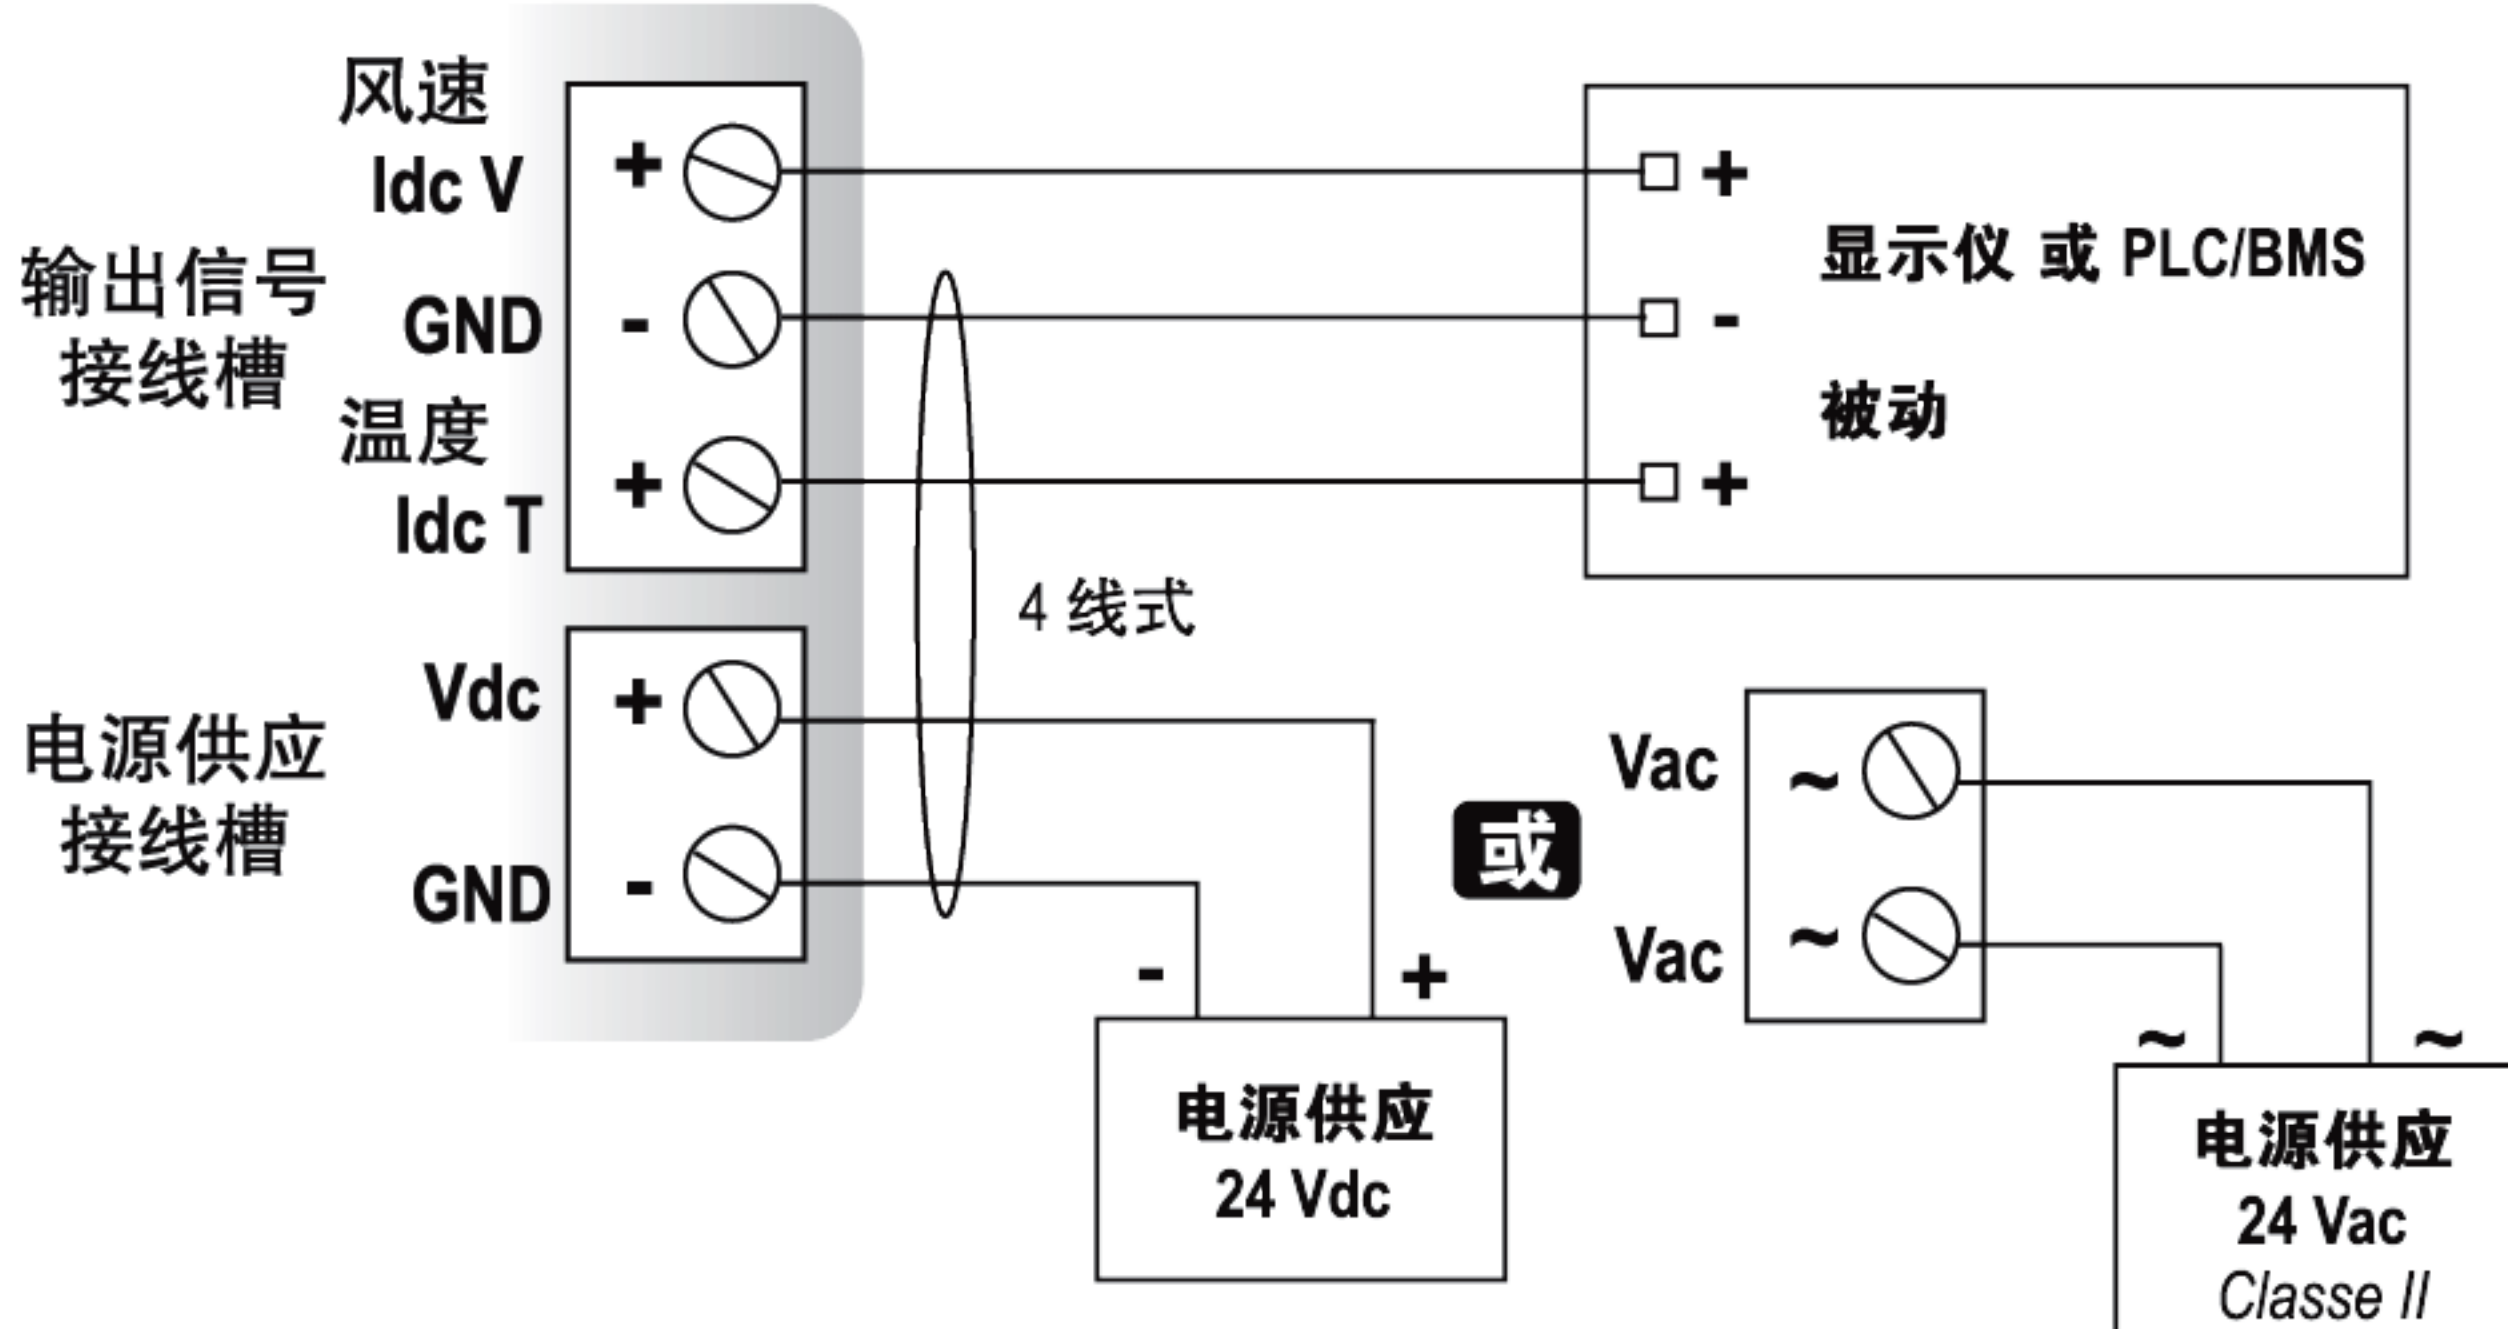 风速
Idc V
+
+
输出信号
接线槽
GND
-
-
显示仪 或 PLC/BMS
被动
温度
Idc T
+
+
4 线式
电源供应
接线槽
Vdc
+
GND
-
-
+
电源供应
24 Vdc
或
Vac
~
Vac
~
~
~
电源供应
24 Vac
Classe II